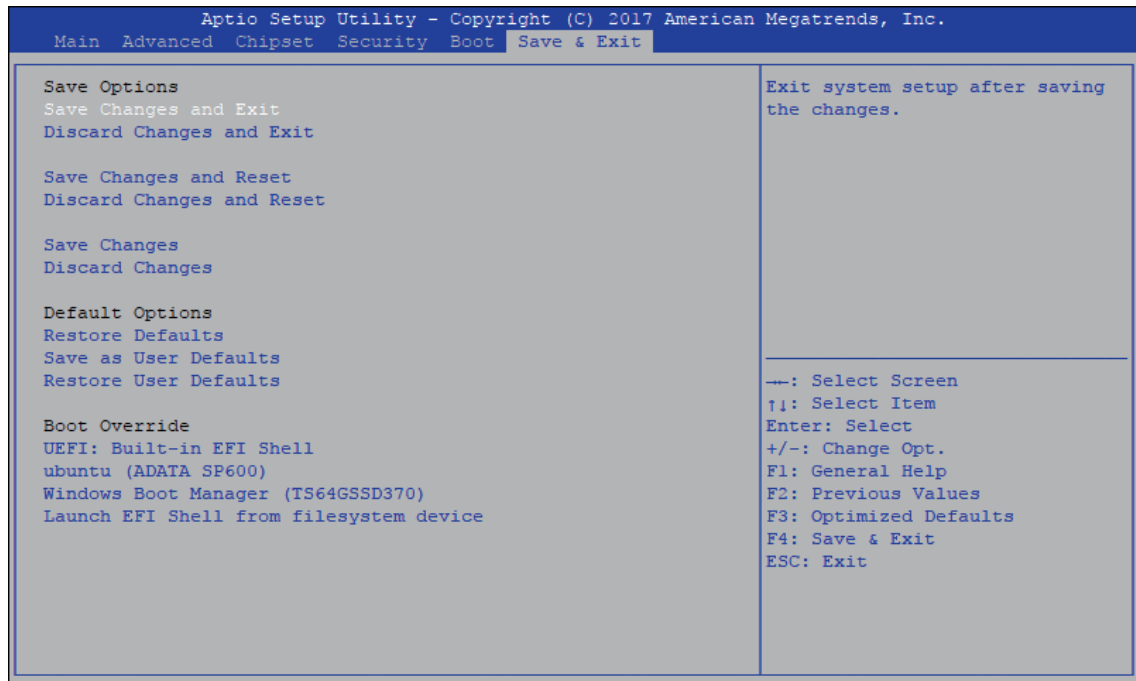 Aptio Setup Utility – Copyright (C) 2017 American Megatrends, Inc.
Main Advanced Chipset Security Boot Save & Exit
Save Options
Save Changes and Exit
Discard Changes and Exit
Save Changes and Reset
Discard Changes and Reset
Save Changes
Discard Changes
Default Options
Restore Defaults
Save as User Defaults
Restore User Defaults
Boot Override
UEFI: Built-in EFI Shell
ubuntu (ADATA SP600)
Windows Boot Manager (TS64GSSD370)
Launch EFI Shell from filesystem device
Exit system setup after saving
the changes.
→←: Select Screen
↑↓: Select Item
Enter: Select
+/-: Change Opt.
F1: General Help
F2: Previous Values
F3: Optimized Defaults
F4: Save & Exit
ESC: Exit